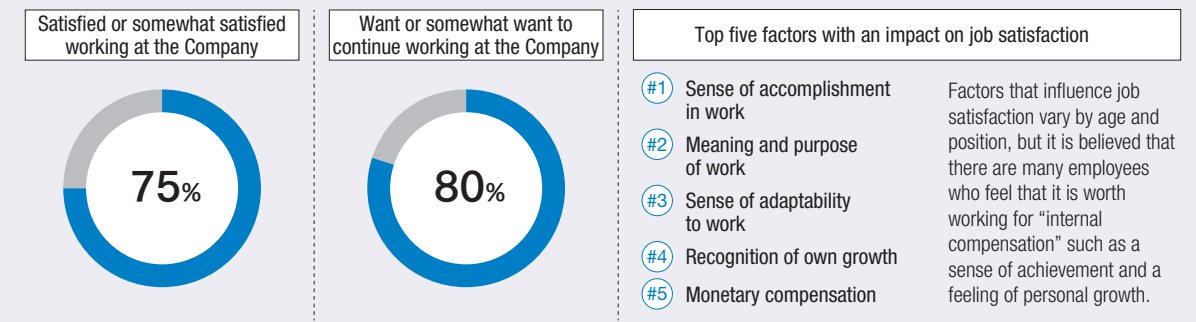 Satisfied or somewhat satisfied
working at the Company
75%
Want or somewhat want to
continue working at the Company
80%
Top five factors with an impact on job satisfaction
#1 Sense of accomplishment
in work
#2 Meaning and purpose
of work
#3 Sense of adaptability
to work
#4 Recognition of own growth
#5 Monetary compensation
Factors that influence job
satisfaction vary by age and
position, but it is believed that
there are many employees
who feel that it is worth
working for “internal
compensation” such as a
sense of achievement and a
feeling of personal growth.